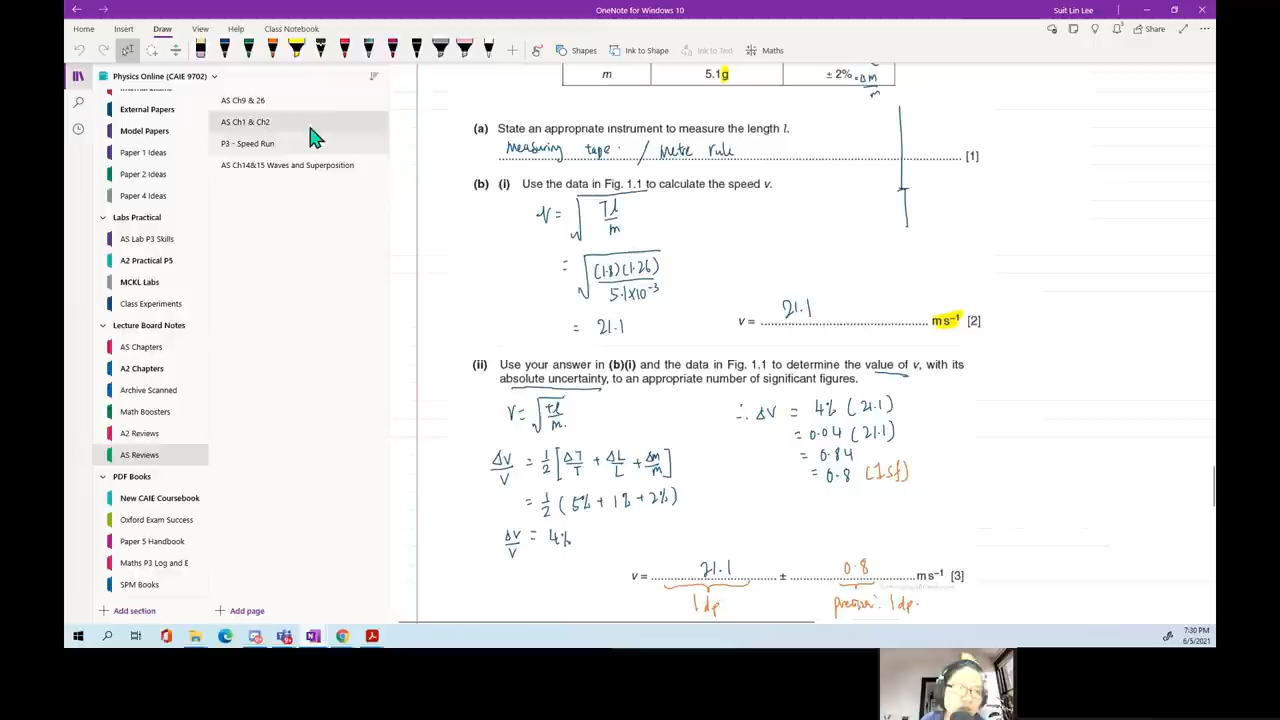 OneNote for Windows 10
Suit Lin Lee
Home Insert Draw View Help Class Notebook
Share
Shapes Ink to Shape Ink to Text Maths
Physics Online (CAIE 9702)
External Papers
Model Papers
Paper 1 Ideas
Paper 2 Ideas
Paper 4 Ideas
Labs Practical
AS Lab P3 Skills
A2 Practical P5
MCKL Labs
Class Experiments
Lecture Board Notes
AS Chapters
A2 Chapters
Archive Scanned
Math Boosters
A2 Reviews
AS Reviews
PDF Books
New CAIE Coursebook
Oxford Exam Success
Paper 5 Handbook
Maths P3 Log and E
SPM Books
Add section
AS Ch9 & 26
AS Ch1 & Ch2
P3 - Speed Run
AS Ch14&15 Waves and Superposition
Add page
m 5.1g ± 2% ΔM/m
(a) State an appropriate instrument to measure the length l.
Measuring tape. / Metre rule [1]
(b) (i) Use the data in Fig. 1.1 to calculate the speed v.
V = √(Tl/m)
= √((1.8)(1.26)/5.1×10⁻³)
= 21.1
v = 21.1 m s⁻¹ [2]
(ii) Use your answer in (b)(i) and the data in Fig. 1.1 to determine the value of v, with its
absolute uncertainty, to an appropriate number of significant figures.
V = √(Tl/m)
ΔV/V = 1/2 [ΔT/T + ΔL/L + Δm/m]
= 1/2 (5% + 1% + 2%)
ΔV/V = 4%
∴ ΔV = 4% (21.1)
= 0.04 (21.1)
= 0.84
= 0.8 (1sf)
v = 21.1 ± 0.8 m s⁻¹ [3]
1dp
1dp.
7:30 PM
6/5/2021